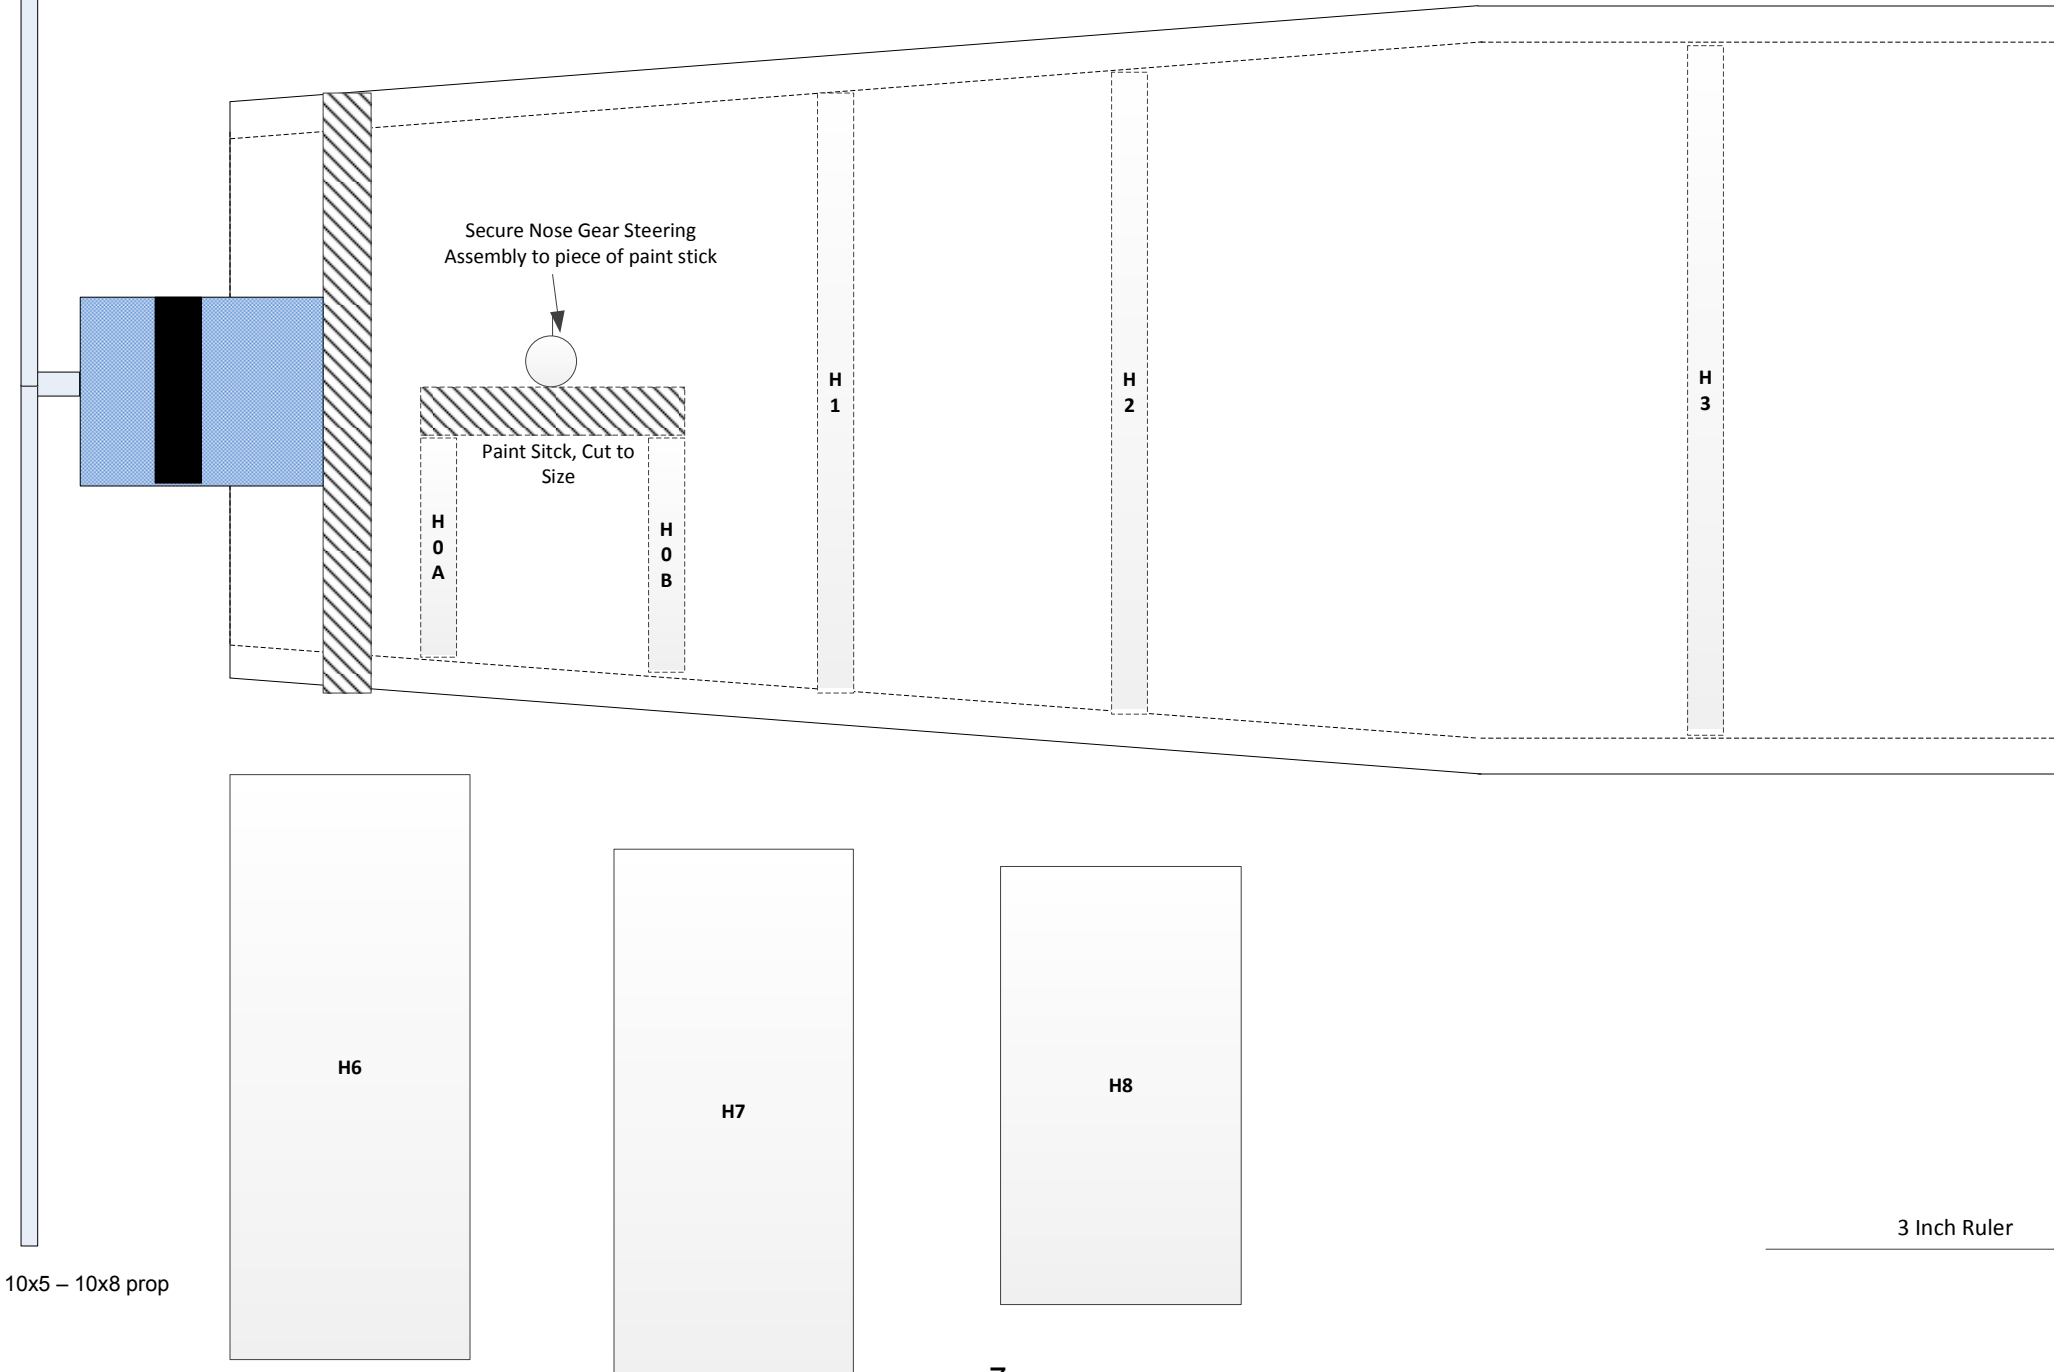 Secure Nose Gear Steering
Assembly to piece of paint stick
H
1
H
2
H
3
Paint Sitck, Cut to
Size
H
0
A
H
0
B
H6
H7
H8
3 Inch Ruler
10x5 – 10x8 prop